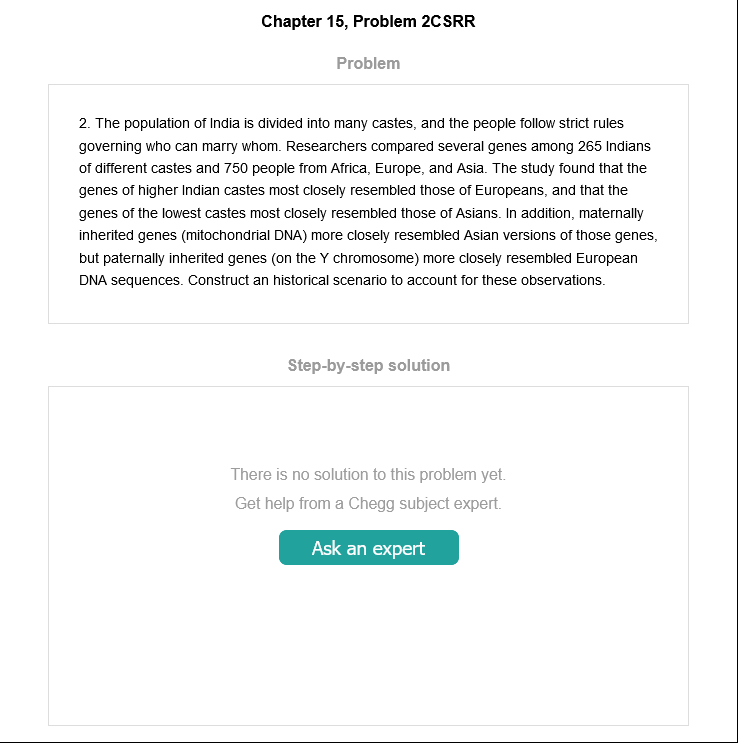 Chapter 15, Problem 2CSRR
Problem
2. The population of India is divided into many castes, and the people follow strict rules
governing who can marry whom. Researchers compared several genes among 265 Indians
of different castes and 750 people from Africa, Europe, and Asia. The study found that the
genes of higher Indian castes most closely resembled those of Europeans, and that the
genes of the lowest castes most closely resembled those of Asians. In addition, maternally
inherited genes (mitochondrial DNA) more closely resembled Asian versions of those genes,
but paternally inherited genes (on the Y chromosome) more closely resembled European
DNA sequences. Construct an historical scenario to account for these observations.
Step-by-step solution
There is no solution to this problem yet.
Get help from a Chegg subject expert.
Ask an expert